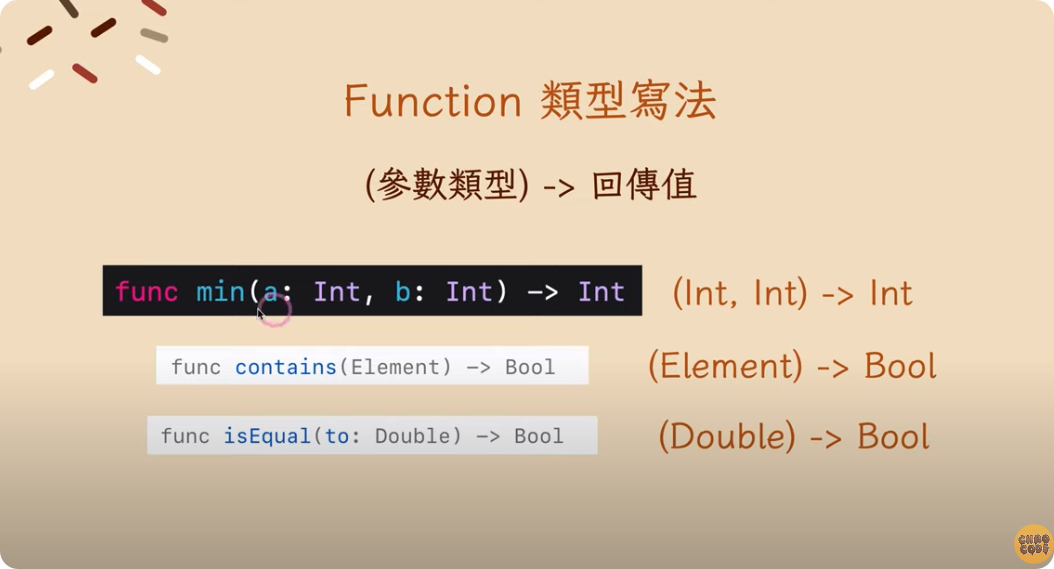 Function 類型寫法
(參數類型) -> 回傳值
func min(a: Int, b: Int) -> Int (Int, Int) -> Int
func contains(Element) -> Bool (Element) -> Bool
func isEqual(to: Double) -> Bool (Double) -> Bool
CHAO
CODE